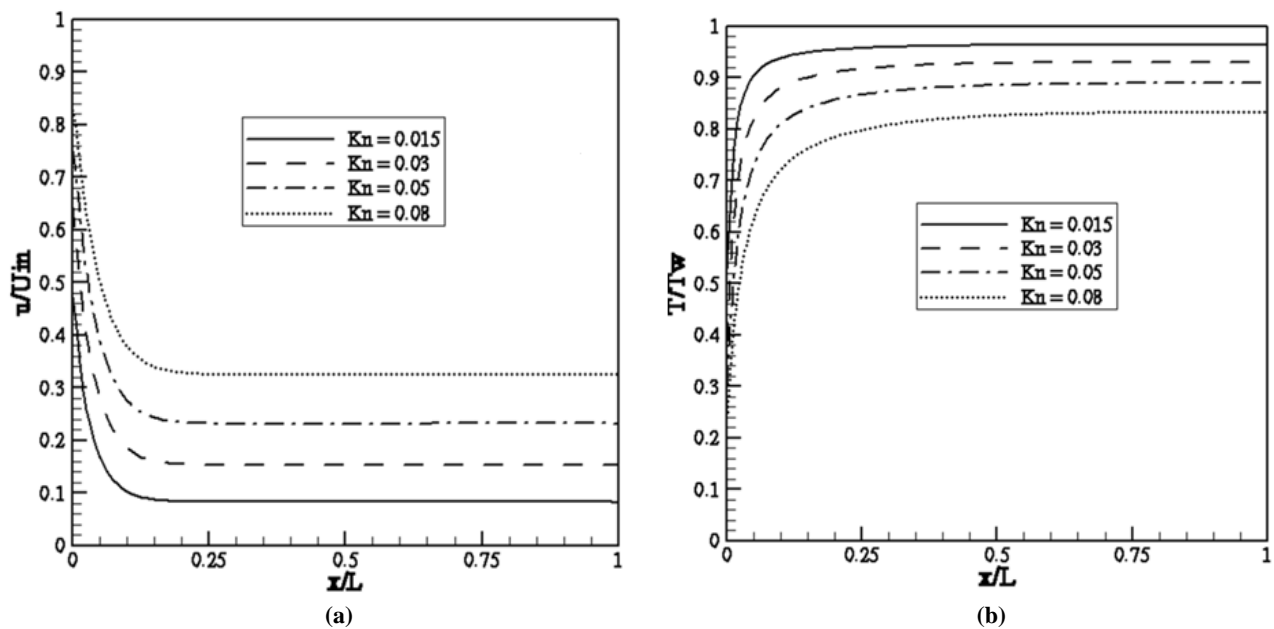 1
0.9
0.8
0.7
0.6
0.5
0.4
0.3
0.2
0.1
0
u/Uin
Kn = 0.015
Kn = 0.03
Kn = 0.05
Kn = 0.08
0 0.25 0.5 0.75 1
x/L
(a)
1
0.9
0.8
0.7
0.6
0.5
0.4
0.3
0.2
0.1
0
T/Tw
Kn = 0.015
Kn = 0.03
Kn = 0.05
Kn = 0.08
0 0.25 0.5 0.75 1
x/L
(b)